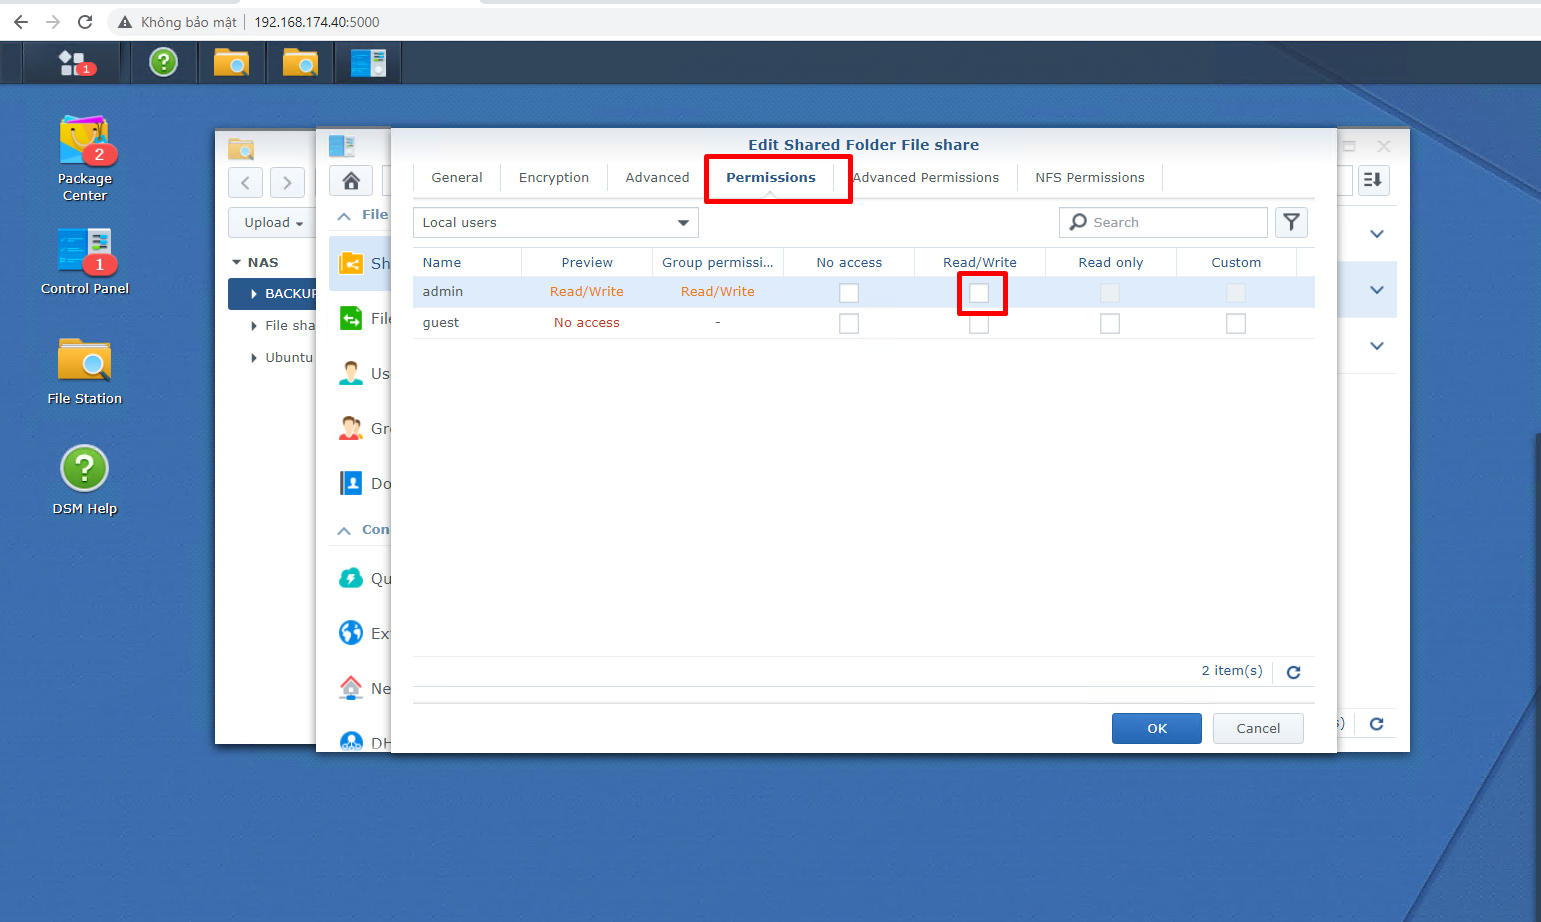 Không bảo mật 192.168.174.40:5000
1
2
Package
Center
1
Control Panel
File Station
DSM Help
Upload
NAS
BACKUP
File sha
Ubuntu
File
Sh
File
Us
Gr
Do
Con
Qu
Ex
Ne
DH
Edit Shared Folder File share
General Encryption Advanced Permissions Advanced Permissions NFS Permissions
Local users Search
Name Preview Group permissi... No access Read/Write Read only Custom
admin Read/Write Read/Write
guest No access -
2 item(s)
OK Cancel
s)